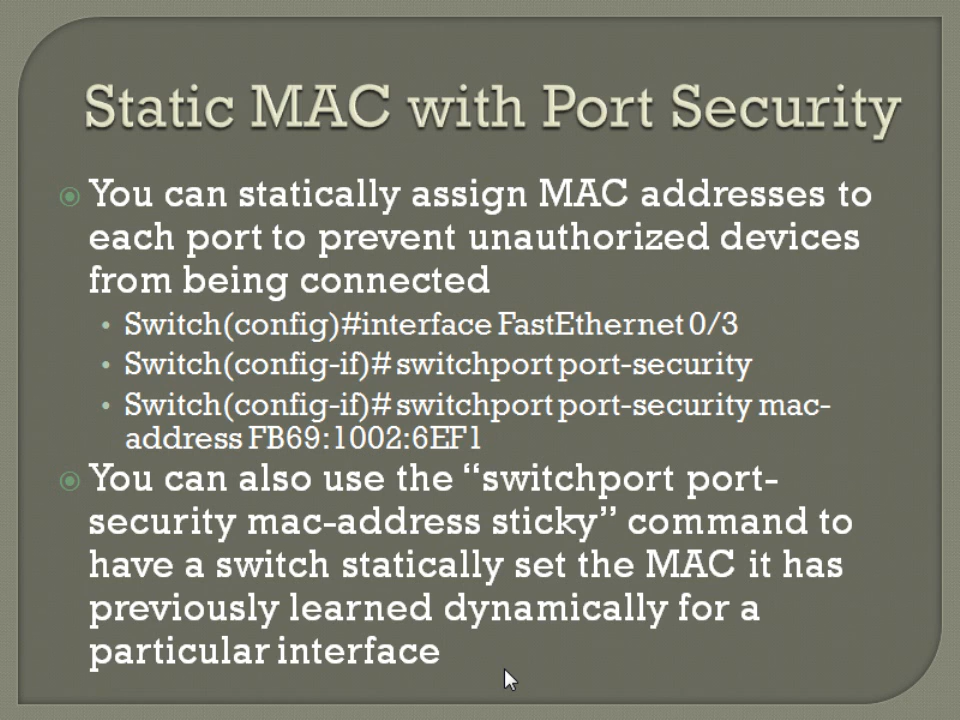 Static MAC with Port Security
You can statically assign MAC addresses to
each port to prevent unauthorized devices
from being connected
Switch(config)#interface FastEthernet 0/3
Switch(config-if)# switchport port-security
Switch(config-if)# switchport port-security mac-
address FB69:1002:6EF1
You can also use the “switchport port-
security mac-address sticky” command to
have a switch statically set the MAC it has
previously learned dynamically for a
particular interface